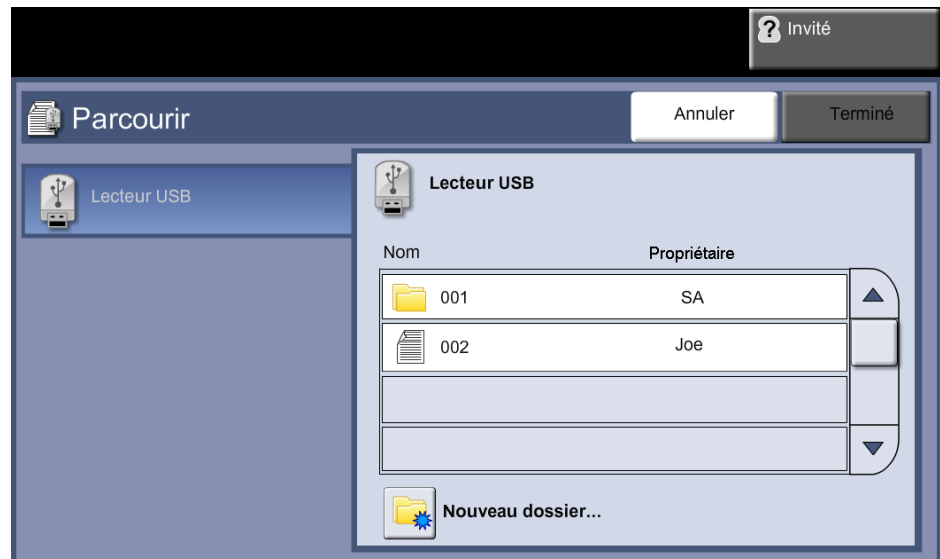 Invité
Parcourir
Annuler
Terminé
Lecteur USB
Lecteur USB
Nom Propriétaire
001 SA
002 Joe
Nouveau dossier...